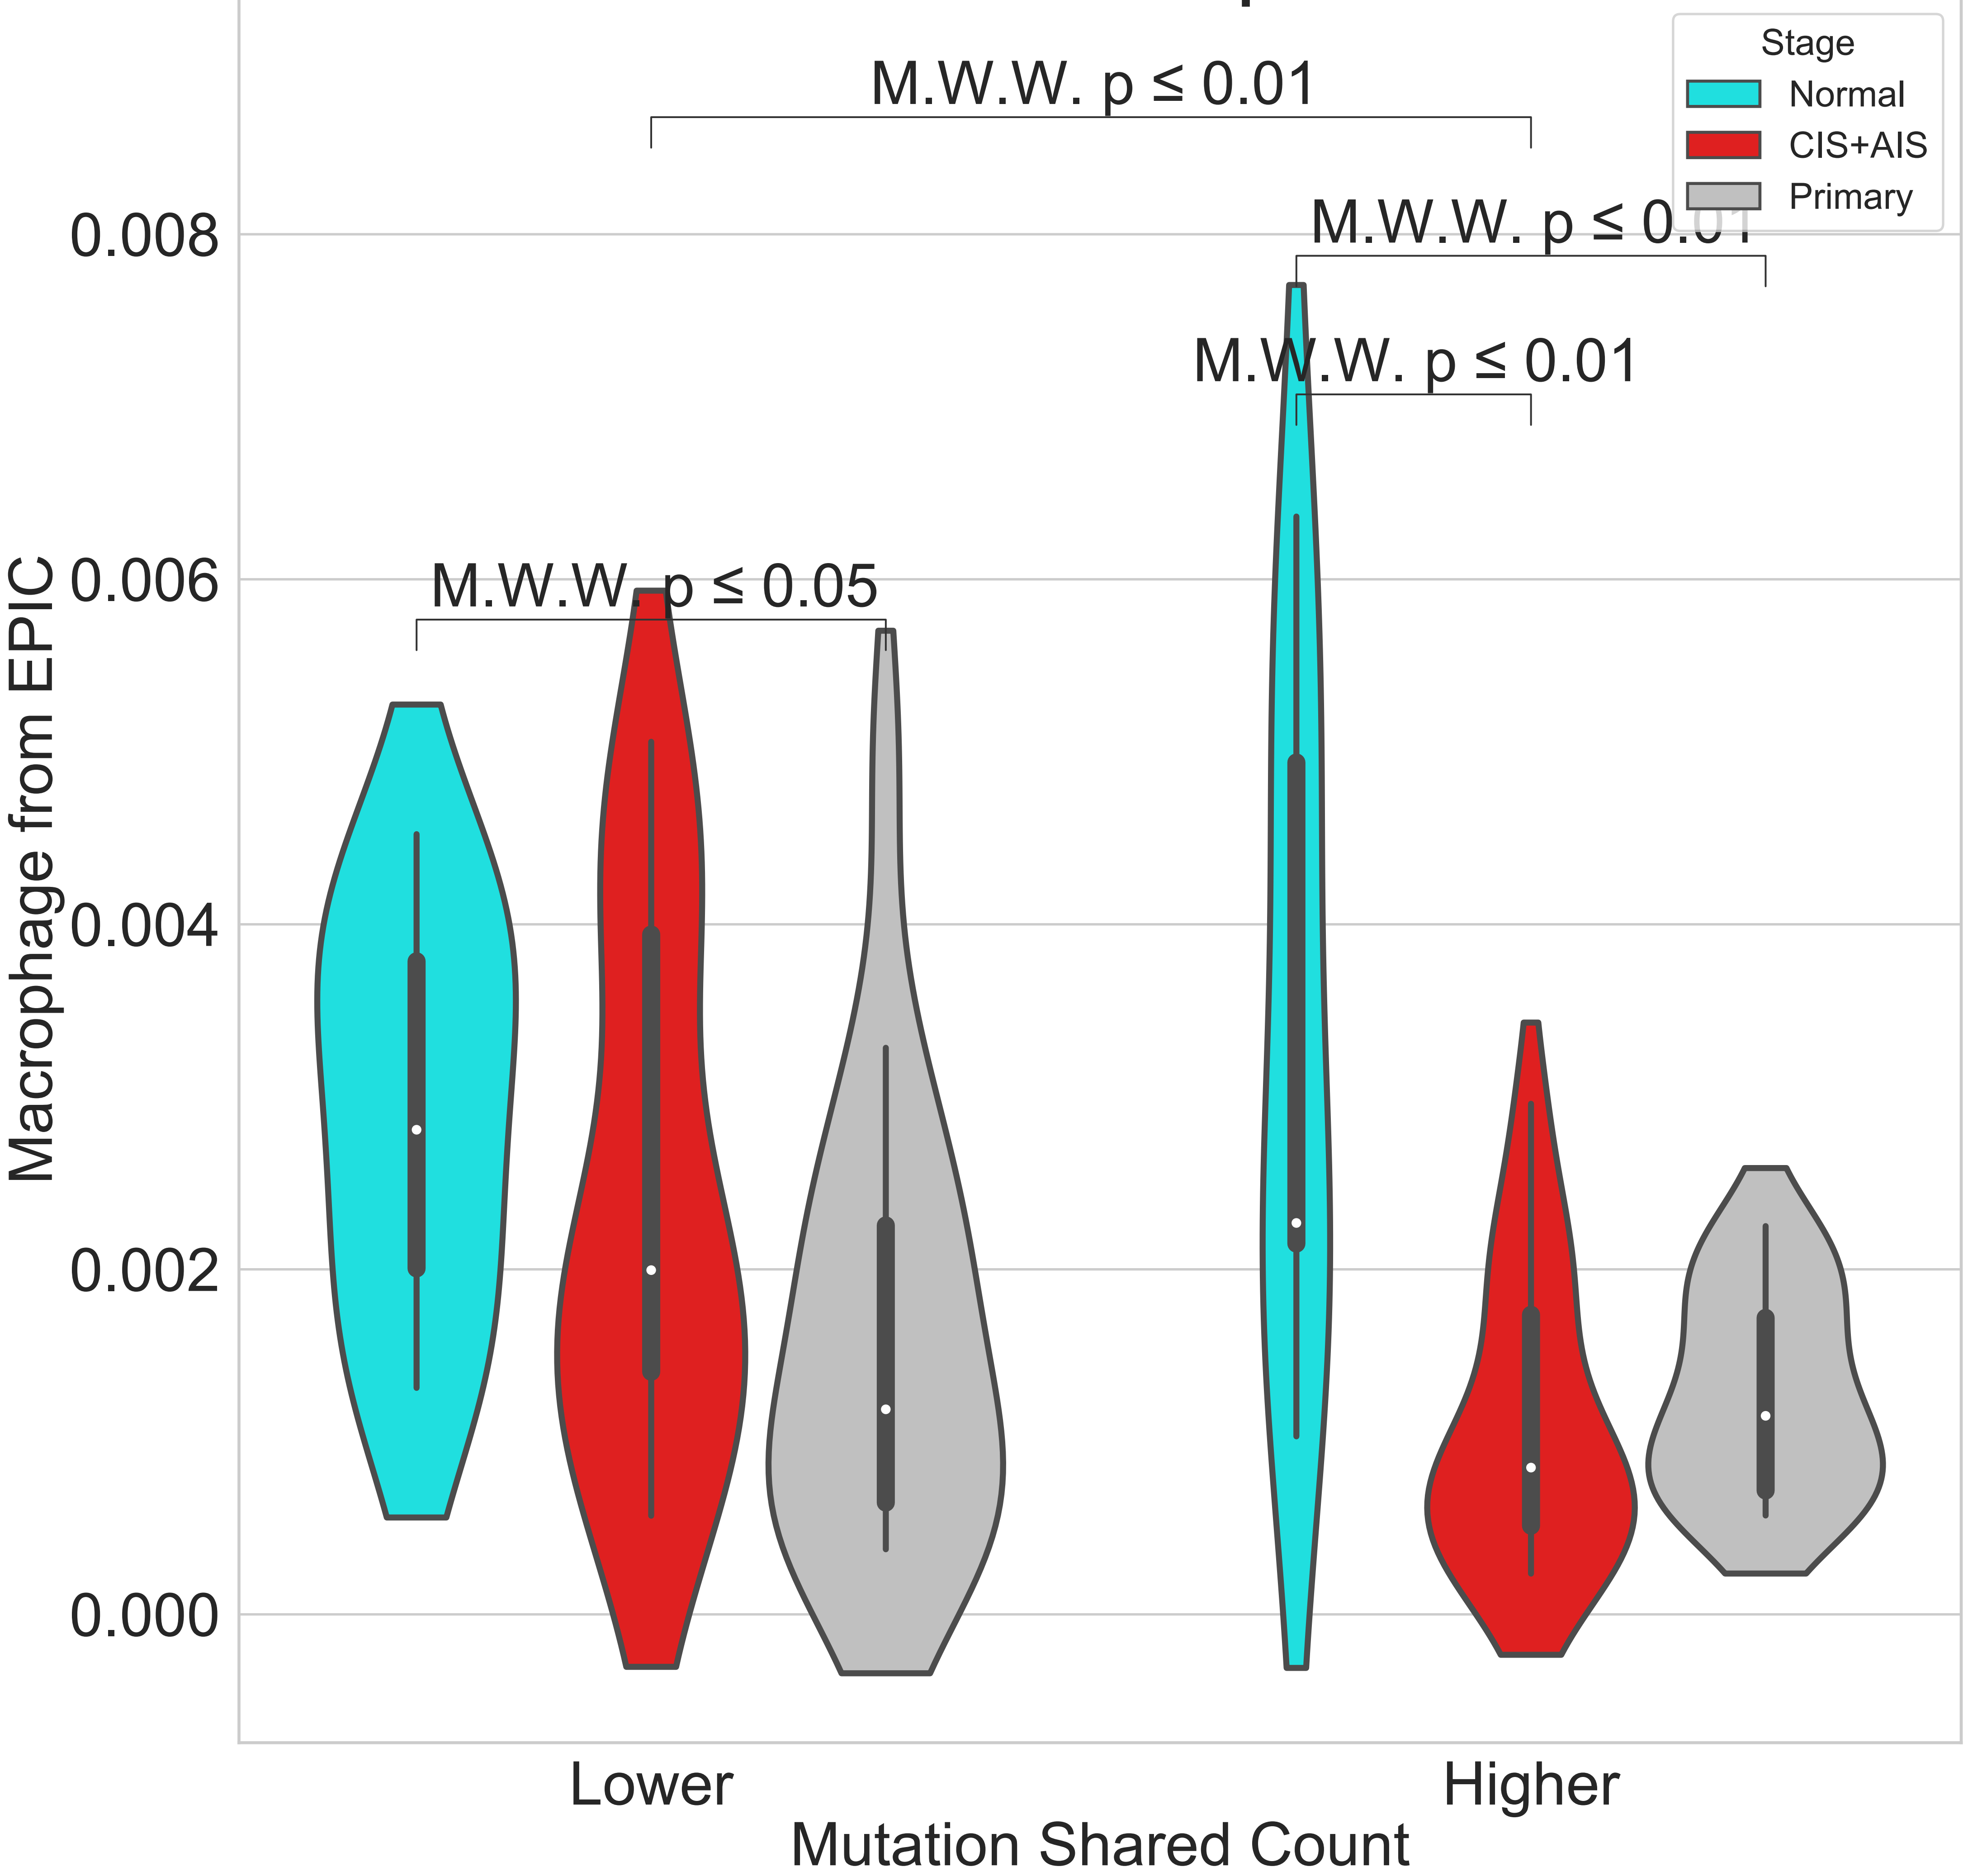 Stage
Normal
CIS+AIS
Primary
M.W.W. p ≤ 0.01
M.W.W. p ≤ 0.01
M.W.W. p ≤ 0.01
M.W.W. p ≤ 0.05
Macrophage from EPIC
0.008
0.006
0.004
0.002
0.000
Lower
Higher
Mutation Shared Count